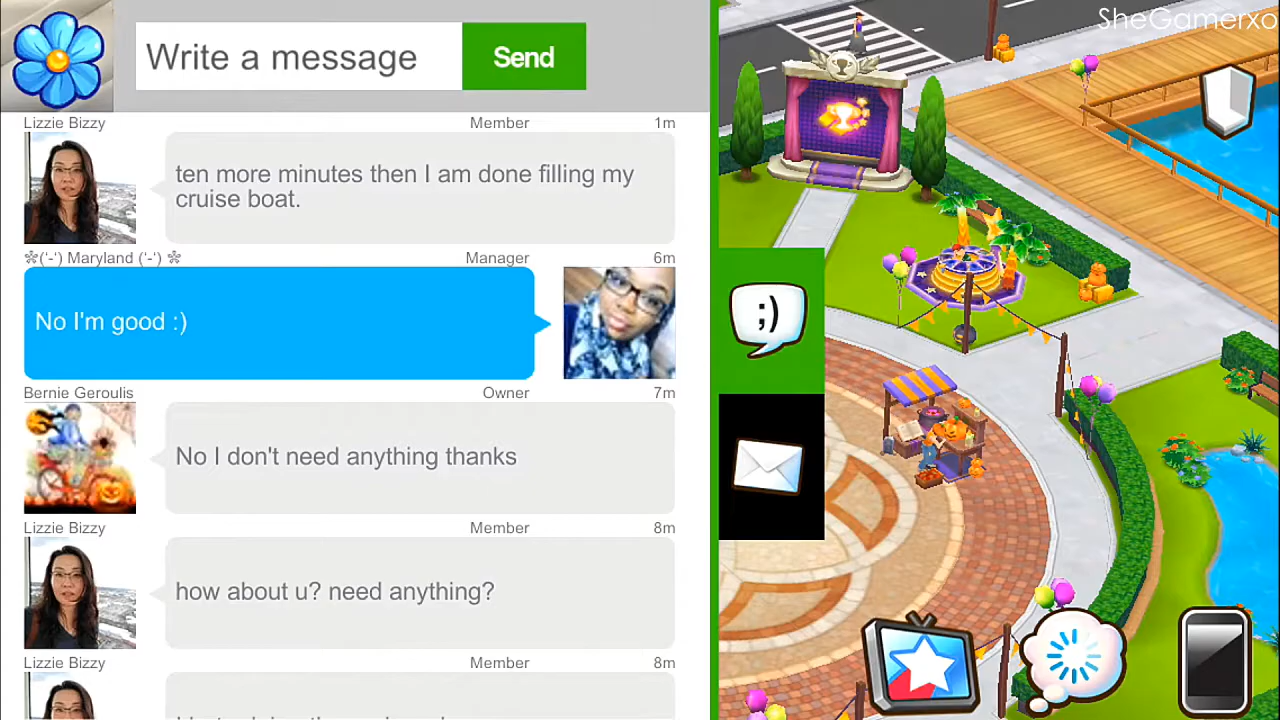 SheGamerxo
Write a message
Send
Lizzie Bizzy Member 1m
ten more minutes then I am done filling my
cruise boat.
✽('-') Maryland ('-') ✽ Manager 6m
No I'm good :)
Bernie Geroulis Owner 7m
No I don't need anything thanks
Lizzie Bizzy Member 8m
how about u? need anything?
Lizzie Bizzy Member 8m
;)